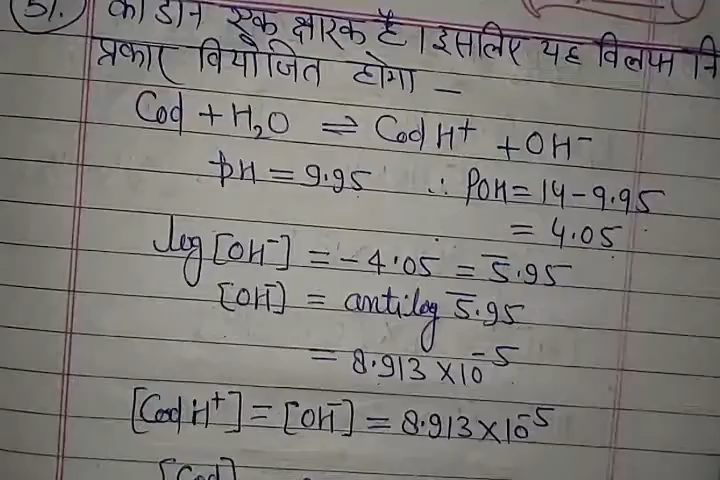 51. कोडीन एक क्षारक है। इसलिए यह विलयन नि
प्रकार वियोजित होगा –
Cod + H₂O ⇌ CodH⁺ + OH⁻
pH = 9.95 ∴ POH = 14 – 9.95
= 4.05
log [OH⁻] = – 4.05 = 5̅.95
[OH⁻] = antilog 5̅.95
= 8.913 × 10⁻⁵
[CodH⁺] = [OH⁻] = 8.913 × 10⁻⁵
[Cod]